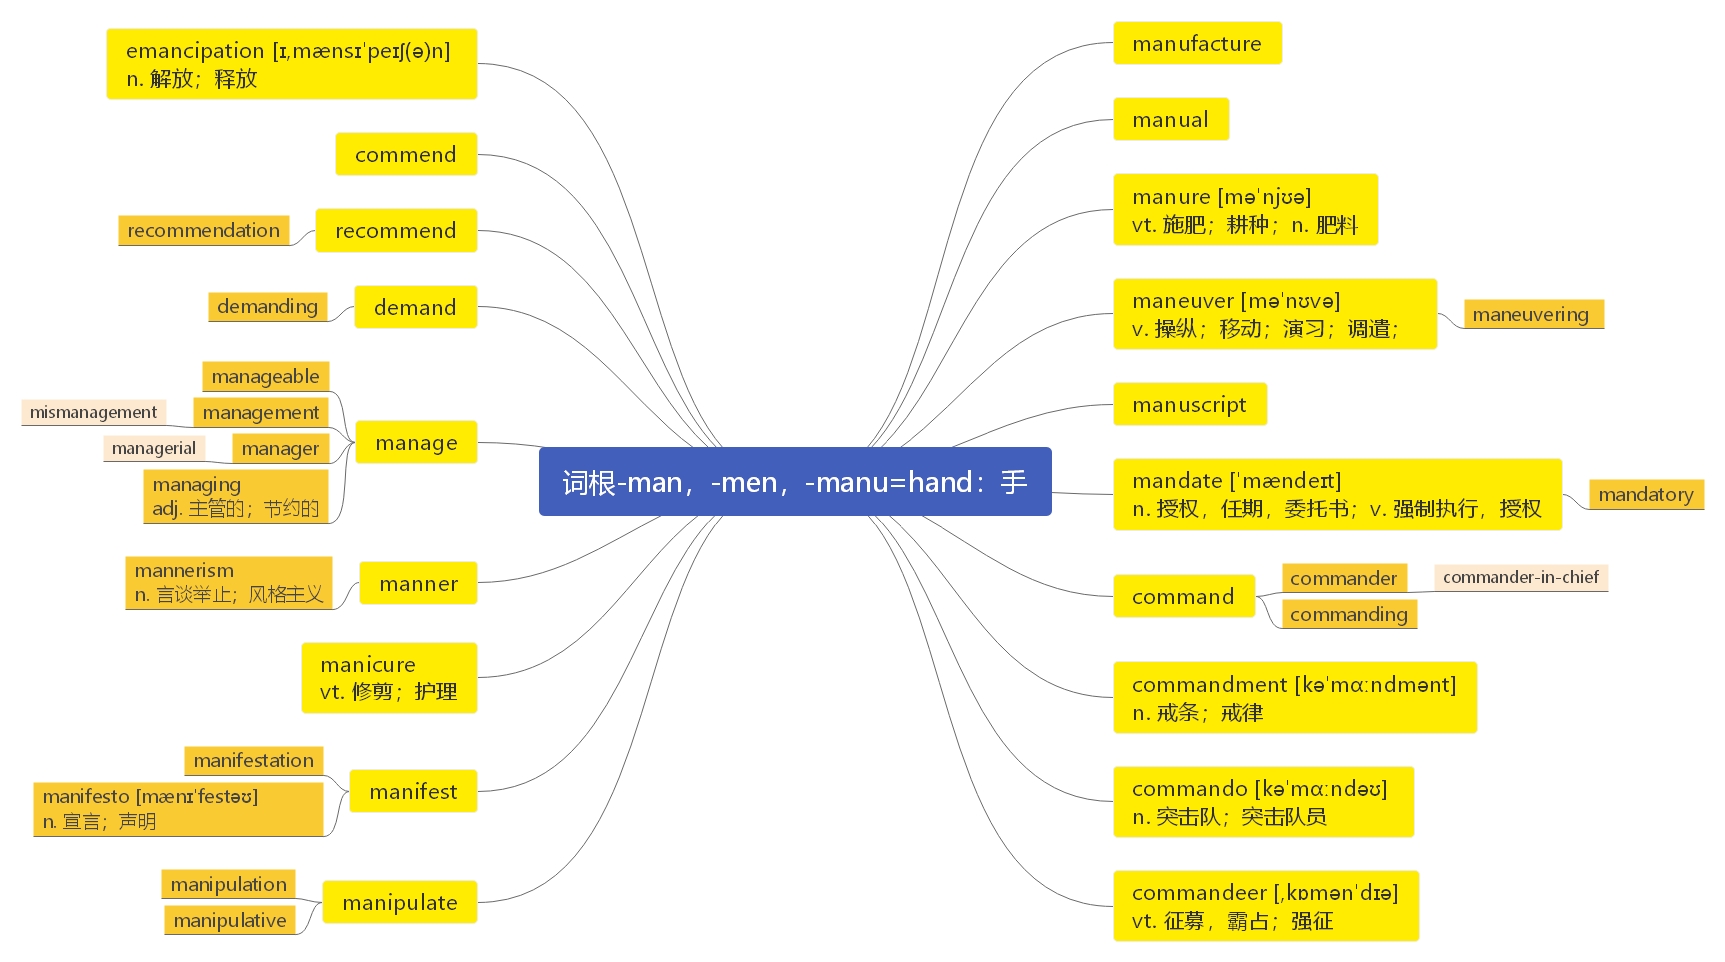 词根-man，-men，-manu=hand：手
manufacture
manual
manure [məˈnjʊə]
vt. 施肥；耕种；n. 肥料
maneuver [məˈnʊvə]
v. 操纵；移动；演习；调遣；
maneuvering
manuscript
mandate [ˈmændeɪt]
n. 授权，任期，委托书；v. 强制执行，授权
mandatory
command
commander
commander-in-chief
commanding
commandment [kəˈmɑːndmənt]
n. 戒条；戒律
commando [kəˈmɑːndəʊ]
n. 突击队；突击队员
commandeer [ˌkɒmənˈdɪə]
vt. 征募，霸占；强征
emancipation [ɪˌmænsɪˈpeɪʃ(ə)n]
n. 解放；释放
commend
recommend
recommendation
demand
demanding
manage
manageable
management
mismanagement
manager
managerial
managing
adj. 主管的；节约的
manner
mannerism
n. 言谈举止；风格主义
manicure
vt. 修剪；护理
manifest
manifestation
manifesto [mænɪˈfestəʊ]
n. 宣言；声明
manipulate
manipulation
manipulative